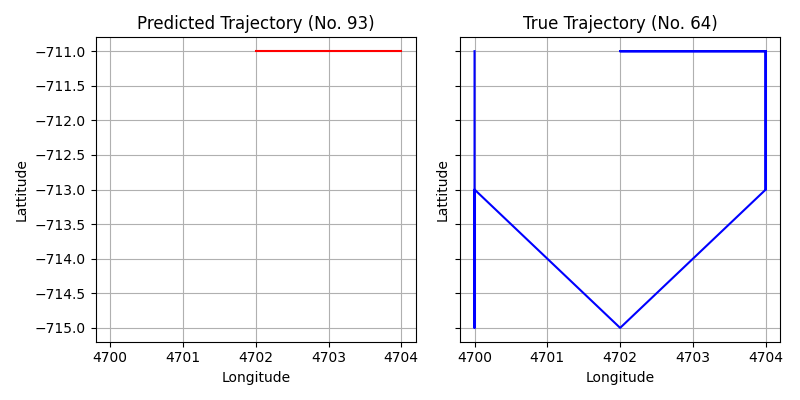 Predicted Trajectory (No. 93)
True Trajectory (No. 64)
−711.0
−711.5
−712.0
−712.5
−713.0
−713.5
−714.0
−714.5
−715.0
Lattitude
Lattitude
4700 4701 4702 4703 4704
4700 4701 4702 4703 4704
Longitude
Longitude